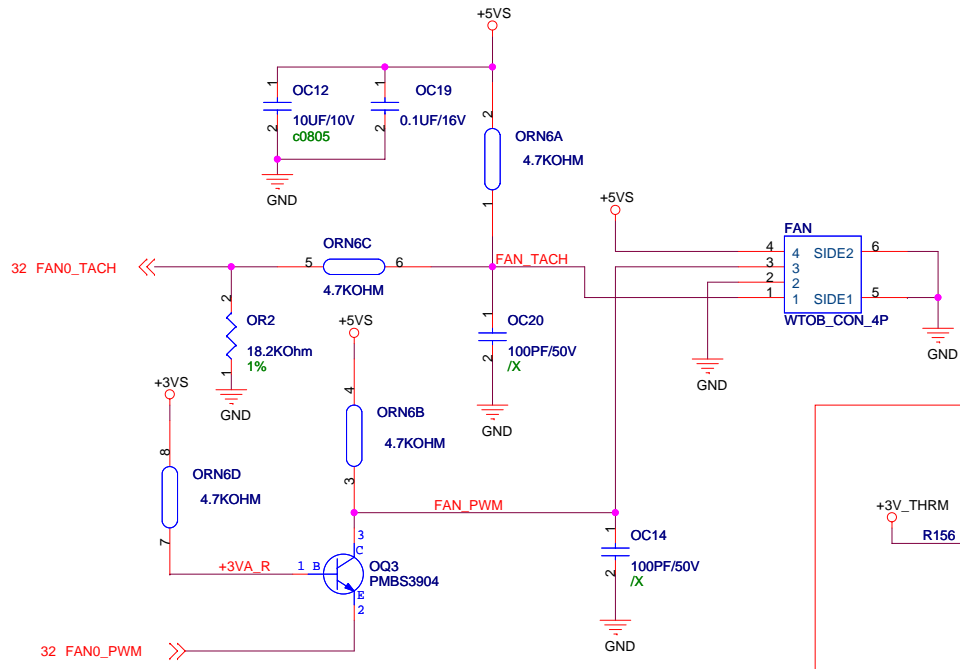 +5VS
1
OC12
2
10UF/10V
c0805
1
OC19
2
0.1UF/16V
GND
2
ORN6A
4.7KOHM
1
32 FAN0_TACH
5
ORN6C
6
4.7KOHM
FAN_TACH
+5VS
FAN
4
3
2
1
4
3
2
1
SIDE2
SIDE1
6
5
WTOB_CON_4P
GND
GND
2
OR2
18.2KOhm
1%
1
GND
1
OC20
100PF/50V
2
/X
GND
+5VS
4
ORN6B
4.7KOHM
3
+3VS
8
ORN6D
4.7KOHM
7
+3VA_R
1 B
3
C
OQ3
PMBS3904
E
2
FAN_PWM
1
OC14
100PF/50V
2
/X
GND
32 FAN0_PWM
+3V_THRM
R156